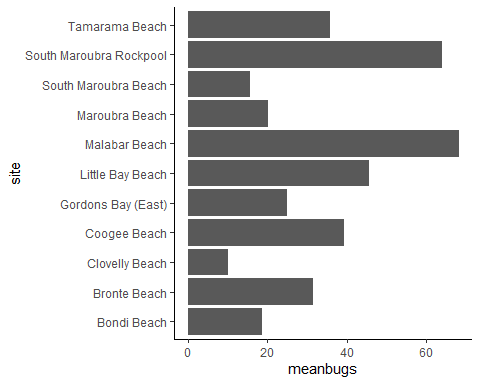 Tamarama Beach
South Maroubra Rockpool
South Maroubra Beach
Maroubra Beach
Malabar Beach
Little Bay Beach
Gordons Bay (East)
Coogee Beach
Clovelly Beach
Bronte Beach
Bondi Beach
site
0 20 40 60
meanbugs